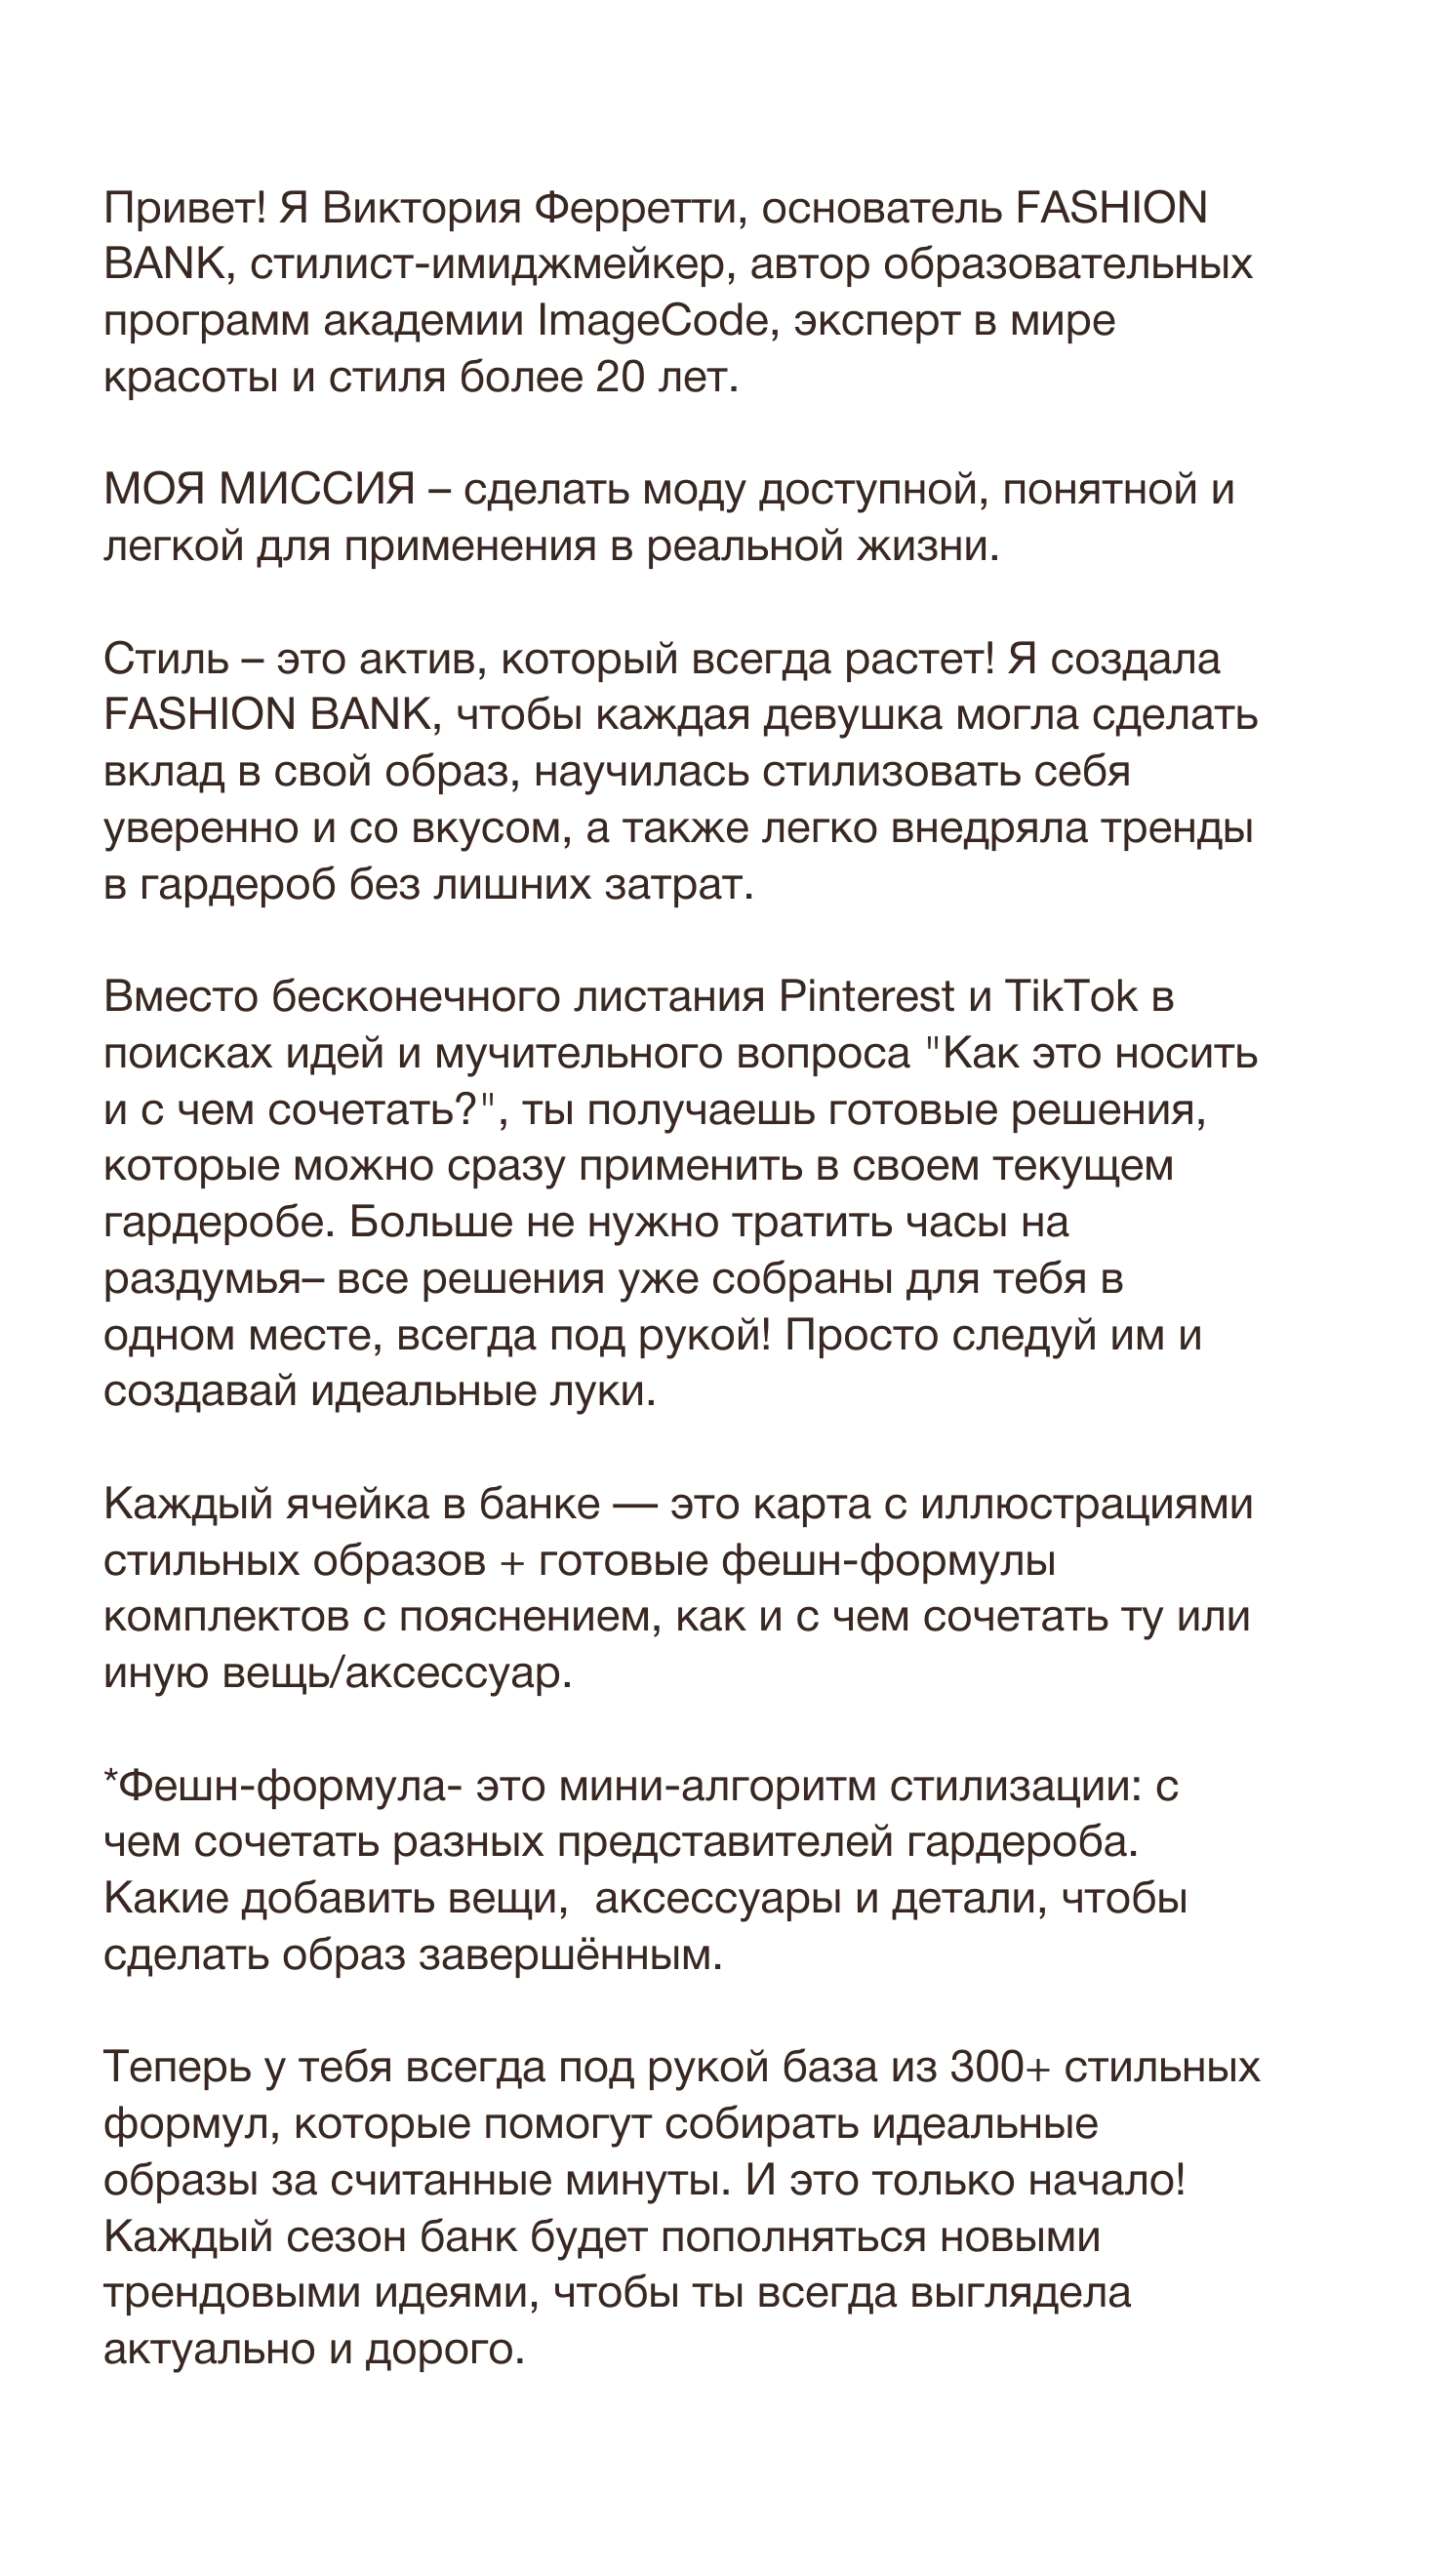 Привет! Я Виктория Ферретти, основатель FASHION
BANK, стилист-имиджмейкер, автор образовательных
программ академии ImageCode, эксперт в мире
красоты и стиля более 20 лет.
МОЯ МИССИЯ – сделать моду доступной, понятной и
легкой для применения в реальной жизни.
Стиль – это актив, который всегда растет! Я создала
FASHION BANK, чтобы каждая девушка могла сделать
вклад в свой образ, научилась стилизовать себя
уверенно и со вкусом, а также легко внедряла тренды
в гардероб без лишних затрат.
Вместо бесконечного листания Pinterest и TikTok в
поисках идей и мучительного вопроса "Как это носить
и с чем сочетать?", ты получаешь готовые решения,
которые можно сразу применить в своем текущем
гардеробе. Больше не нужно тратить часы на
раздумья– все решения уже собраны для тебя в
одном месте, всегда под рукой! Просто следуй им и
создавай идеальные луки.
Каждый ячейка в банке — это карта с иллюстрациями
стильных образов + готовые фешн-формулы
комплектов с пояснением, как и с чем сочетать ту или
иную вещь/аксессуар.
*Фешн-формула- это мини-алгоритм стилизации: с
чем сочетать разных представителей гардероба.
Какие добавить вещи,  аксессуары и детали, чтобы
сделать образ завершённым.
Теперь у тебя всегда под рукой база из 300+ стильных
формул, которые помогут собирать идеальные
образы за считанные минуты. И это только начало!
Каждый сезон банк будет пополняться новыми
трендовыми идеями, чтобы ты всегда выглядела
актуально и дорого.